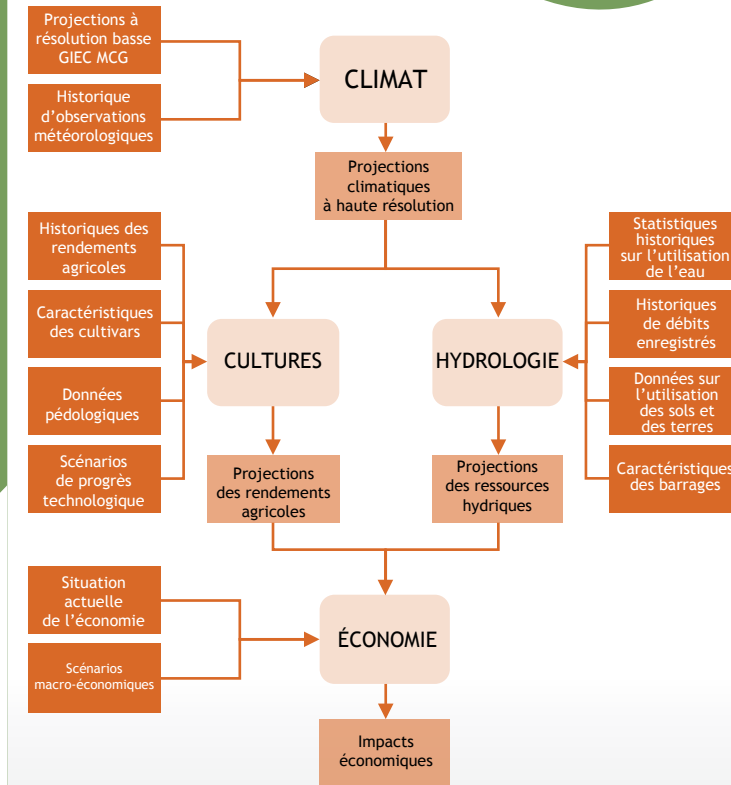 Projections à
résolution basse
GIEC MCG
Historique
d'observations
météorologiques
CLIMAT
Projections
climatiques
à haute résolution
Historiques des
rendements
agricoles
Caractéristiques
des cultivars
Données
pédologiques
Scénarios
de progrès
technologique
CULTURES
HYDROLOGIE
Statistiques
historiques
sur l'utilisation
de l'eau
Historiques
de débits
enregistrés
Données sur
l'utilisation
des sols et
des terres
Caractéristiques
des barrages
Projections
des rendements
agricoles
Projections
des ressources
hydriques
Situation
actuelle
de l'économie
Scénarios
macro-économiques
ÉCONOMIE
Impacts
économiques